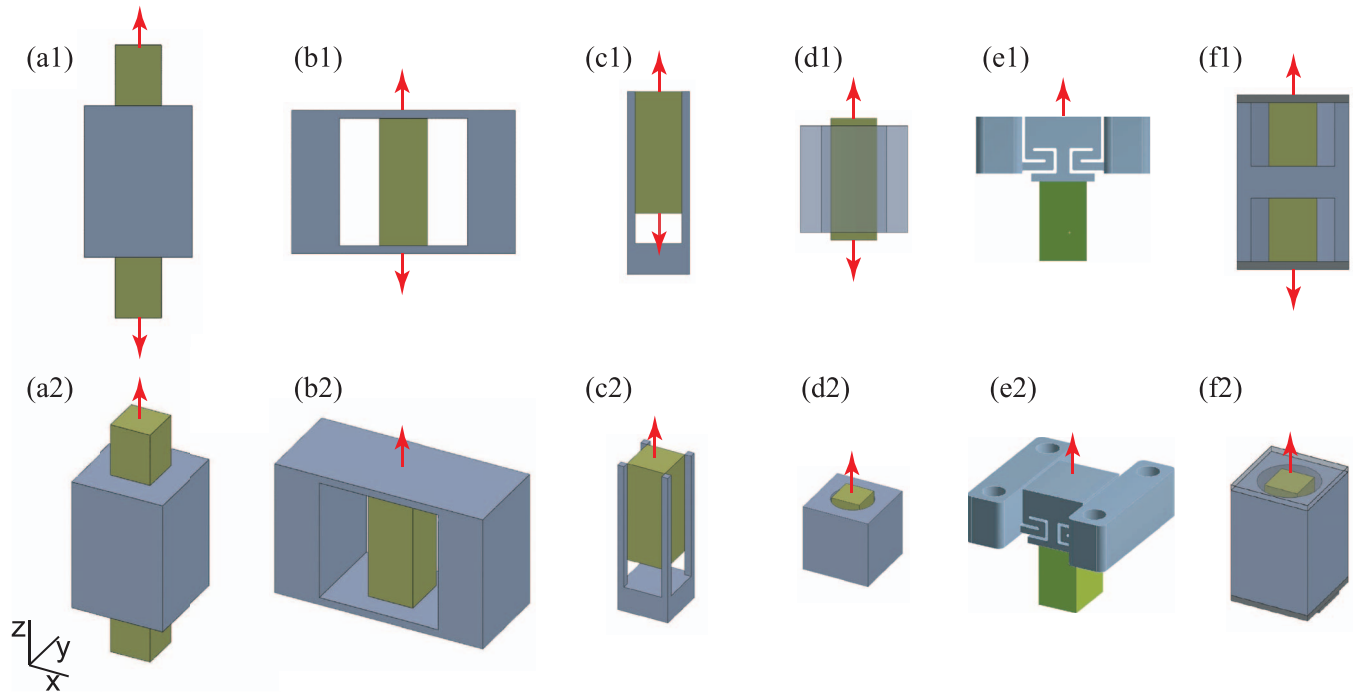 (a1) (b1) (c1) (d1) (e1) (f1)
(a2) (b2) (c2) (d2) (e2) (f2)
z
y
x